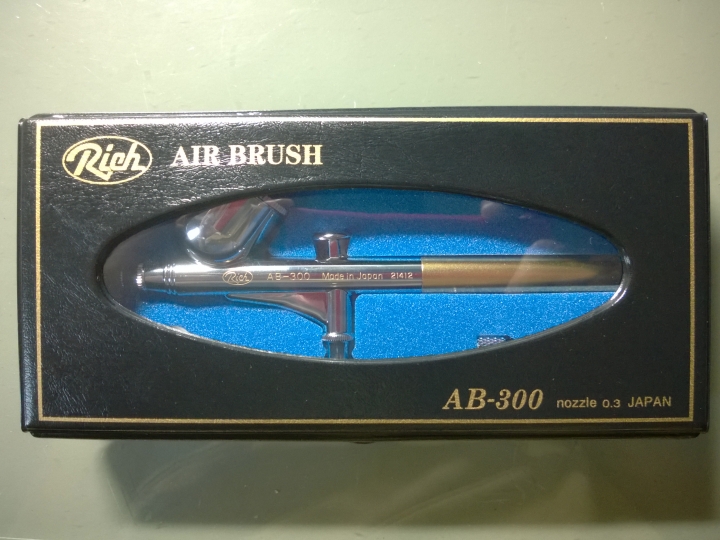 Rich
AIR BRUSH
Rich AB-300 Made in Japan 21412
AB-300 nozzle 0.3 JAPAN